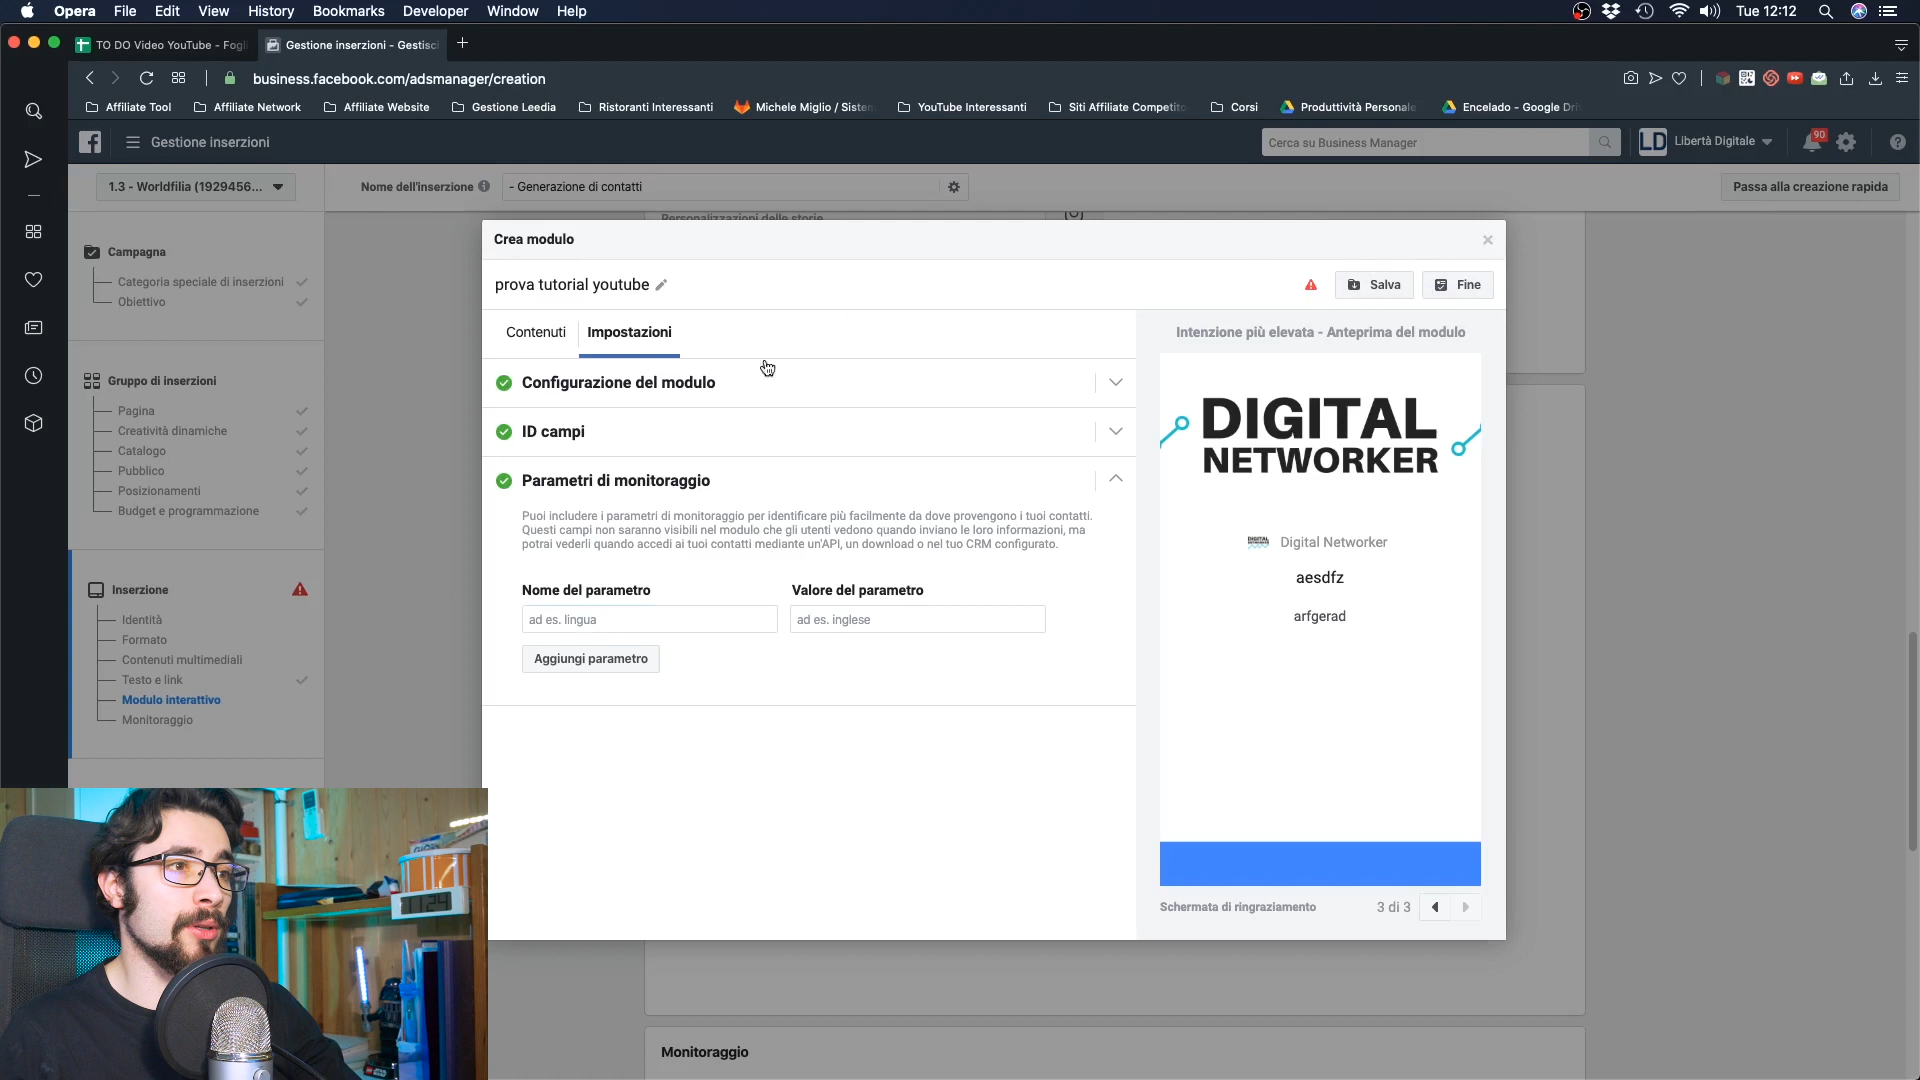 Opera File Edit View History Bookmarks Developer Window Help
Tue 12:12
TO DO Video YouTube - Fogli
Gestione inserzioni - Gestisci
business.facebook.com/adsmanager/creation
Affiliate Tool
Affiliate Network
Affiliate Website
Gestione Leedia
Ristoranti Interessanti
Michele Miglio / Sistem
YouTube Interessanti
Siti Affiliate Competito
Corsi
Produttività Personale
Encelado - Google Dri
Gestione inserzioni
Cerca su Business Manager
LD
Libertà Digitale
90
1.3 - Worldfilia (1929456...
Nome dell'inserzione
- Generazione di contatti
Passa alla creazione rapida
Personalizzazioni delle storie
Campagna
Categoria speciale di inserzioni
Obiettivo
Gruppo di inserzioni
Pagina
Creatività dinamiche
Catalogo
Pubblico
Posizionamenti
Budget e programmazione
Inserzione
Identità
Formato
Contenuti multimediali
Testo e link
Modulo interattivo
Monitoraggio
Crea modulo
prova tutorial youtube
Salva
Fine
Contenuti
Impostazioni
Configurazione del modulo
ID campi
Parametri di monitoraggio
Puoi includere i parametri di monitoraggio per identificare più facilmente da dove provengono i tuoi contatti.
Questi campi non saranno visibili nel modulo che gli utenti vedono quando inviano le loro informazioni, ma
potrai vederli quando accedi ai tuoi contatti mediante un'API, un download o nel tuo CRM configurato.
Nome del parametro
Valore del parametro
ad es. lingua
ad es. inglese
Aggiungi parametro
Intenzione più elevata - Anteprima del modulo
DIGITAL
NETWORKER
Digital Networker
aesdfz
arfgerad
Schermata di ringraziamento
3 di 3
Monitoraggio